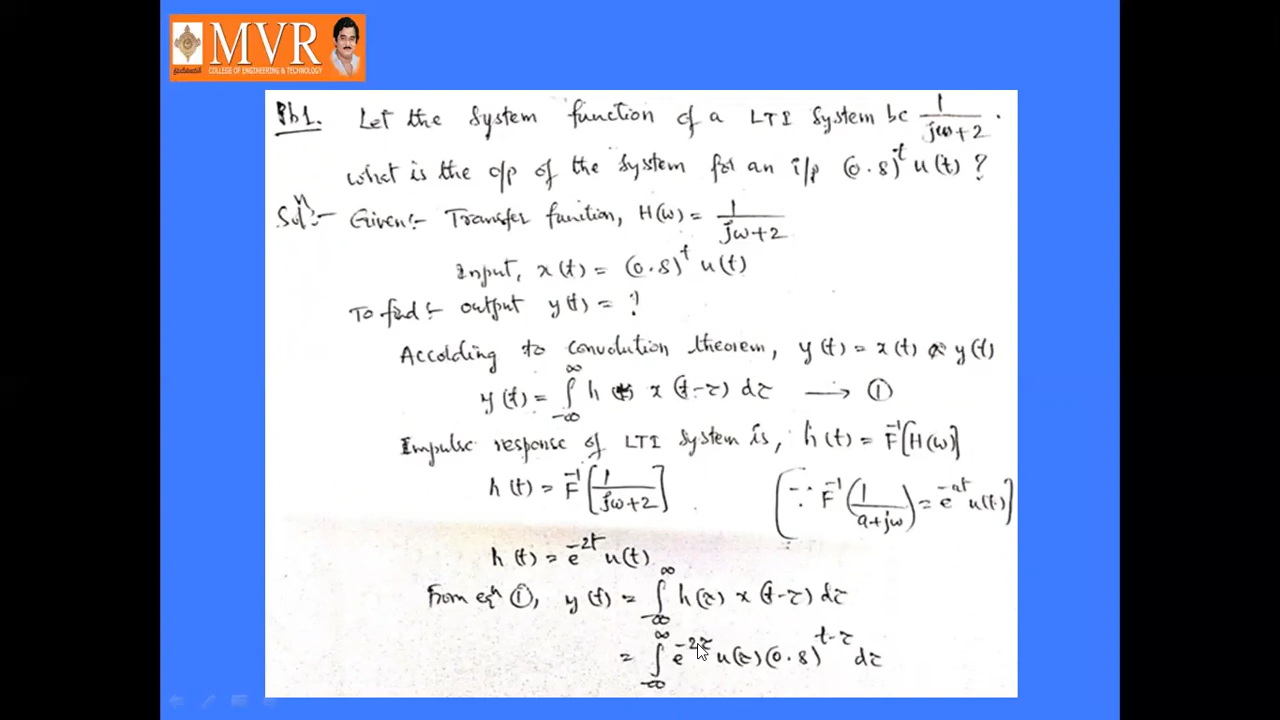 MVR
COLLEGE OF ENGINEERING & TECHNOLOGY
Pb1. Let the System function of a LTI System be 1/(jω+2).
what is the o/p of the System for an i/p (0.8)^-t u(t) ?
Sol^n:- Given:- Transfer function, H(ω) = 1/(jω+2)
Input, x(t) = (0.8)^t u(t)
To find:- output y(t) = ?
According to convolution theorem, y(t) = x(t) * y(t)
y(t) = ∫_{-∞}^{∞} h(τ) x(t-τ) dτ → ①
Impulse response of LTI System is, h(t) = F^-1[H(ω)]
h(t) = F^-1[1/(jω+2)] [∵ F^-1(1/(a+jω)) = e^-at u(t)]
h(t) = e^-2t u(t)
From eqn ①, y(t) = ∫_{-∞}^{∞} h(τ) x(t-τ) dτ
= ∫_{-∞}^{∞} e^-2τ u(τ) (0.8)^{t-τ} dτ